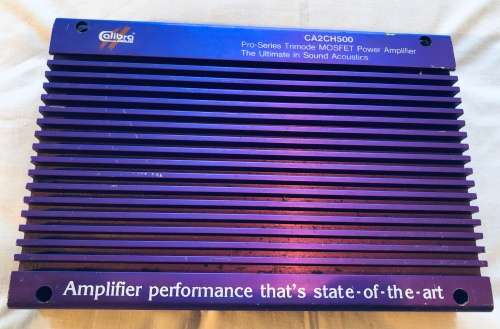 Calibra
CA2CH500
Pro-Series Trimode MOSFET Power Amplifier
The Ultimate in Sound Acoustics
Amplifier performance that's state-of-the-art